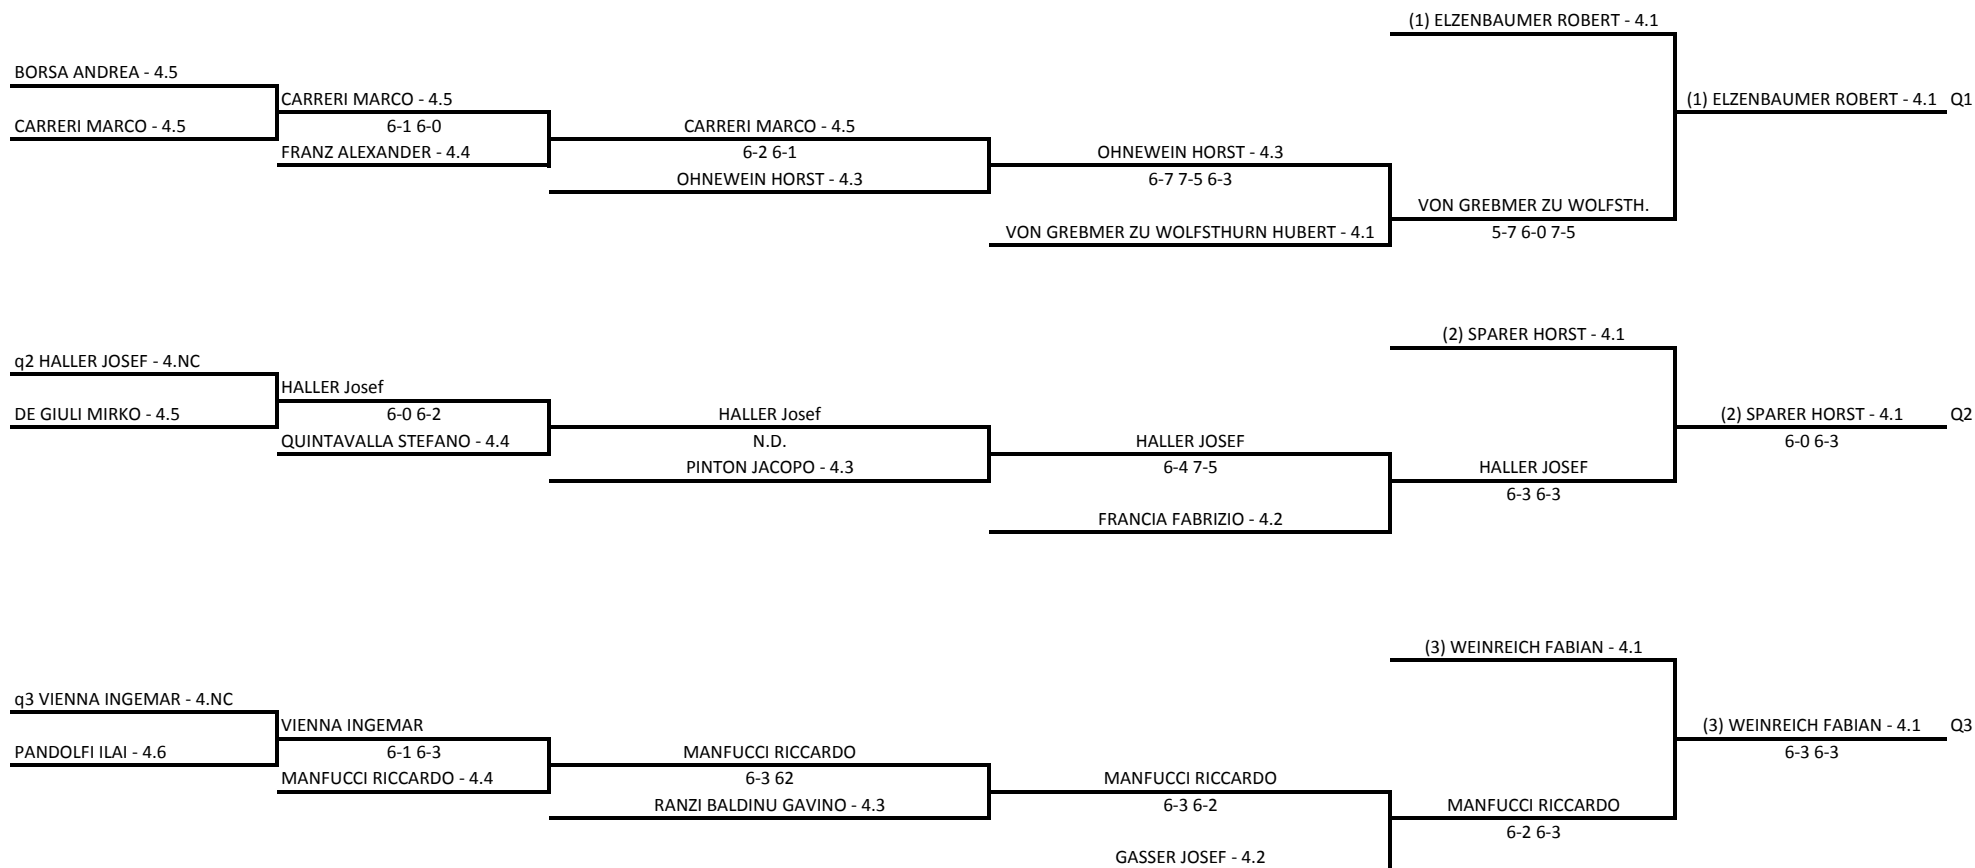 (1) ELZENBAUMER ROBERT - 4.1
BORSA ANDREA - 4.5
CARRERI MARCO - 4.5
(1) ELZENBAUMER ROBERT - 4.1 Q1
CARRERI MARCO - 4.5
6-1 6-0
CARRERI MARCO - 4.5
FRANZ ALEXANDER - 4.4
6-2 6-1
OHNEWEIN HORST - 4.3
OHNEWEIN HORST - 4.3
6-7 7-5 6-3
VON GREBMER ZU WOLFSTH.
VON GREBMER ZU WOLFSTHURN HUBERT - 4.1
5-7 6-0 7-5
(2) SPARER HORST - 4.1
q2 HALLER JOSEF - 4.NC
HALLER Josef
DE GIULI MIRKO - 4.5
6-0 6-2
HALLER Josef
(2) SPARER HORST - 4.1 Q2
QUINTAVALLA STEFANO - 4.4
N.D.
HALLER JOSEF
6-0 6-3
PINTON JACOPO - 4.3
6-4 7-5
HALLER JOSEF
6-3 6-3
FRANCIA FABRIZIO - 4.2
(3) WEINREICH FABIAN - 4.1
q3 VIENNA INGEMAR - 4.NC
VIENNA INGEMAR
(3) WEINREICH FABIAN - 4.1 Q3
PANDOLFI ILAI - 4.6
6-1 6-3
MANFUCCI RICCARDO
6-3 6-3
MANFUCCI RICCARDO - 4.4
6-3 62
MANFUCCI RICCARDO
RANZI BALDINU GAVINO - 4.3
6-3 6-2
MANFUCCI RICCARDO
6-2 6-3
GASSER JOSEF - 4.2